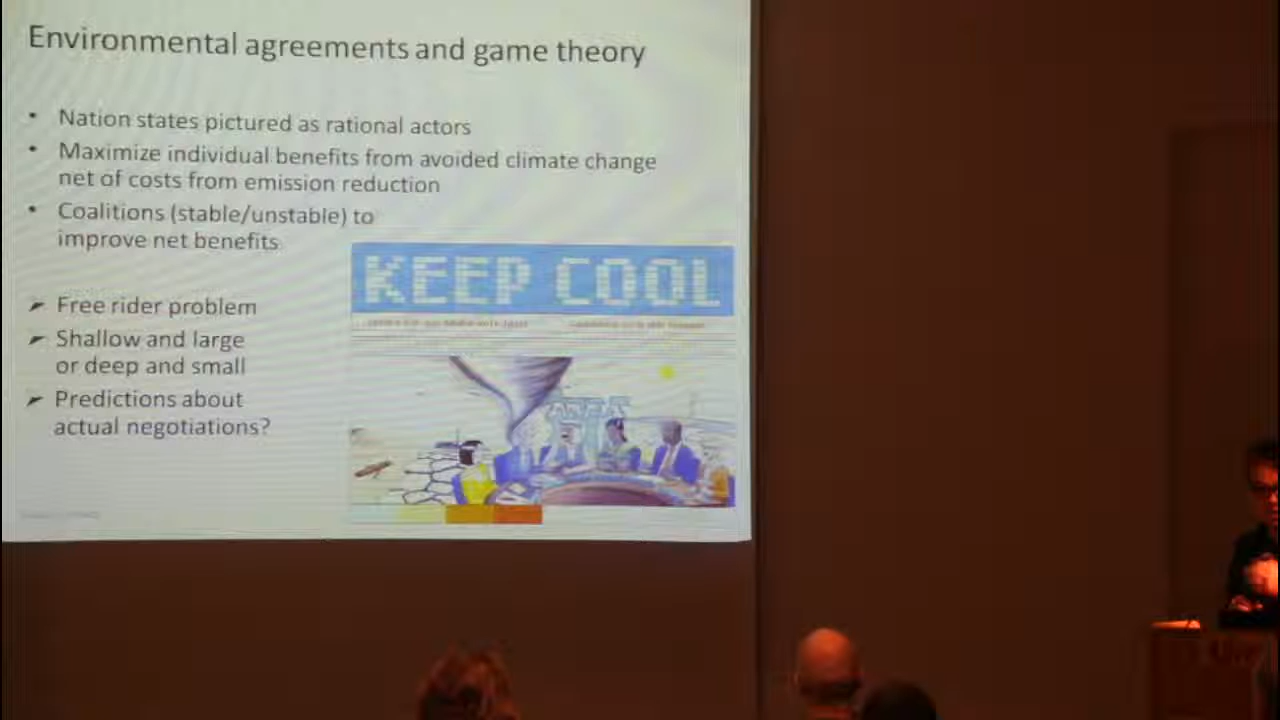 Environmental agreements and game theory
• Nation states pictured as rational actors
• Maximize individual benefits from avoided climate change
net of costs from emission reduction
• Coalitions (stable/unstable) to
improve net benefits
➤ Free rider problem
➤ Shallow and large
or deep and small
➤ Predictions about
actual negotiations?
KEEP COOL